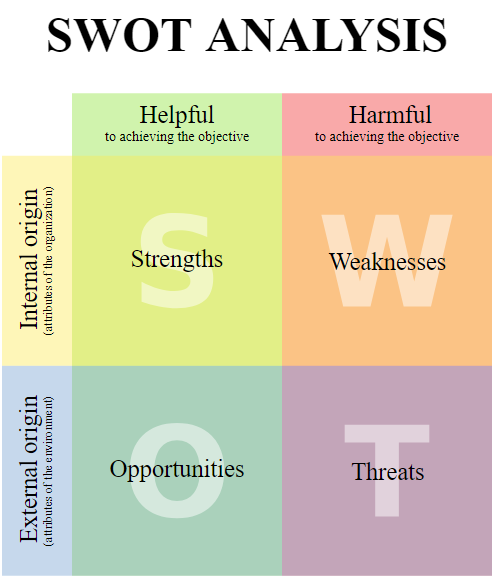 SWOT ANALYSIS
Helpful
to achieving the objective
Harmful
to achieving the objective
Internal origin
(attributes of the organization)
S
Strengths
W
Weaknesses
External origin
(attributes of the environment)
O
Opportunities
T
Threats